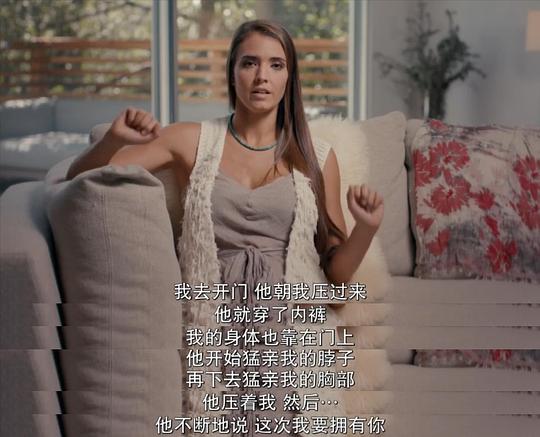 我去开门 他朝我压过来
他就穿了内裤
我的身体也靠在门上
他开始猛亲我的脖子
再下去猛亲我的胸部
他压着我 然后…
他不断地说 这次我要拥有你